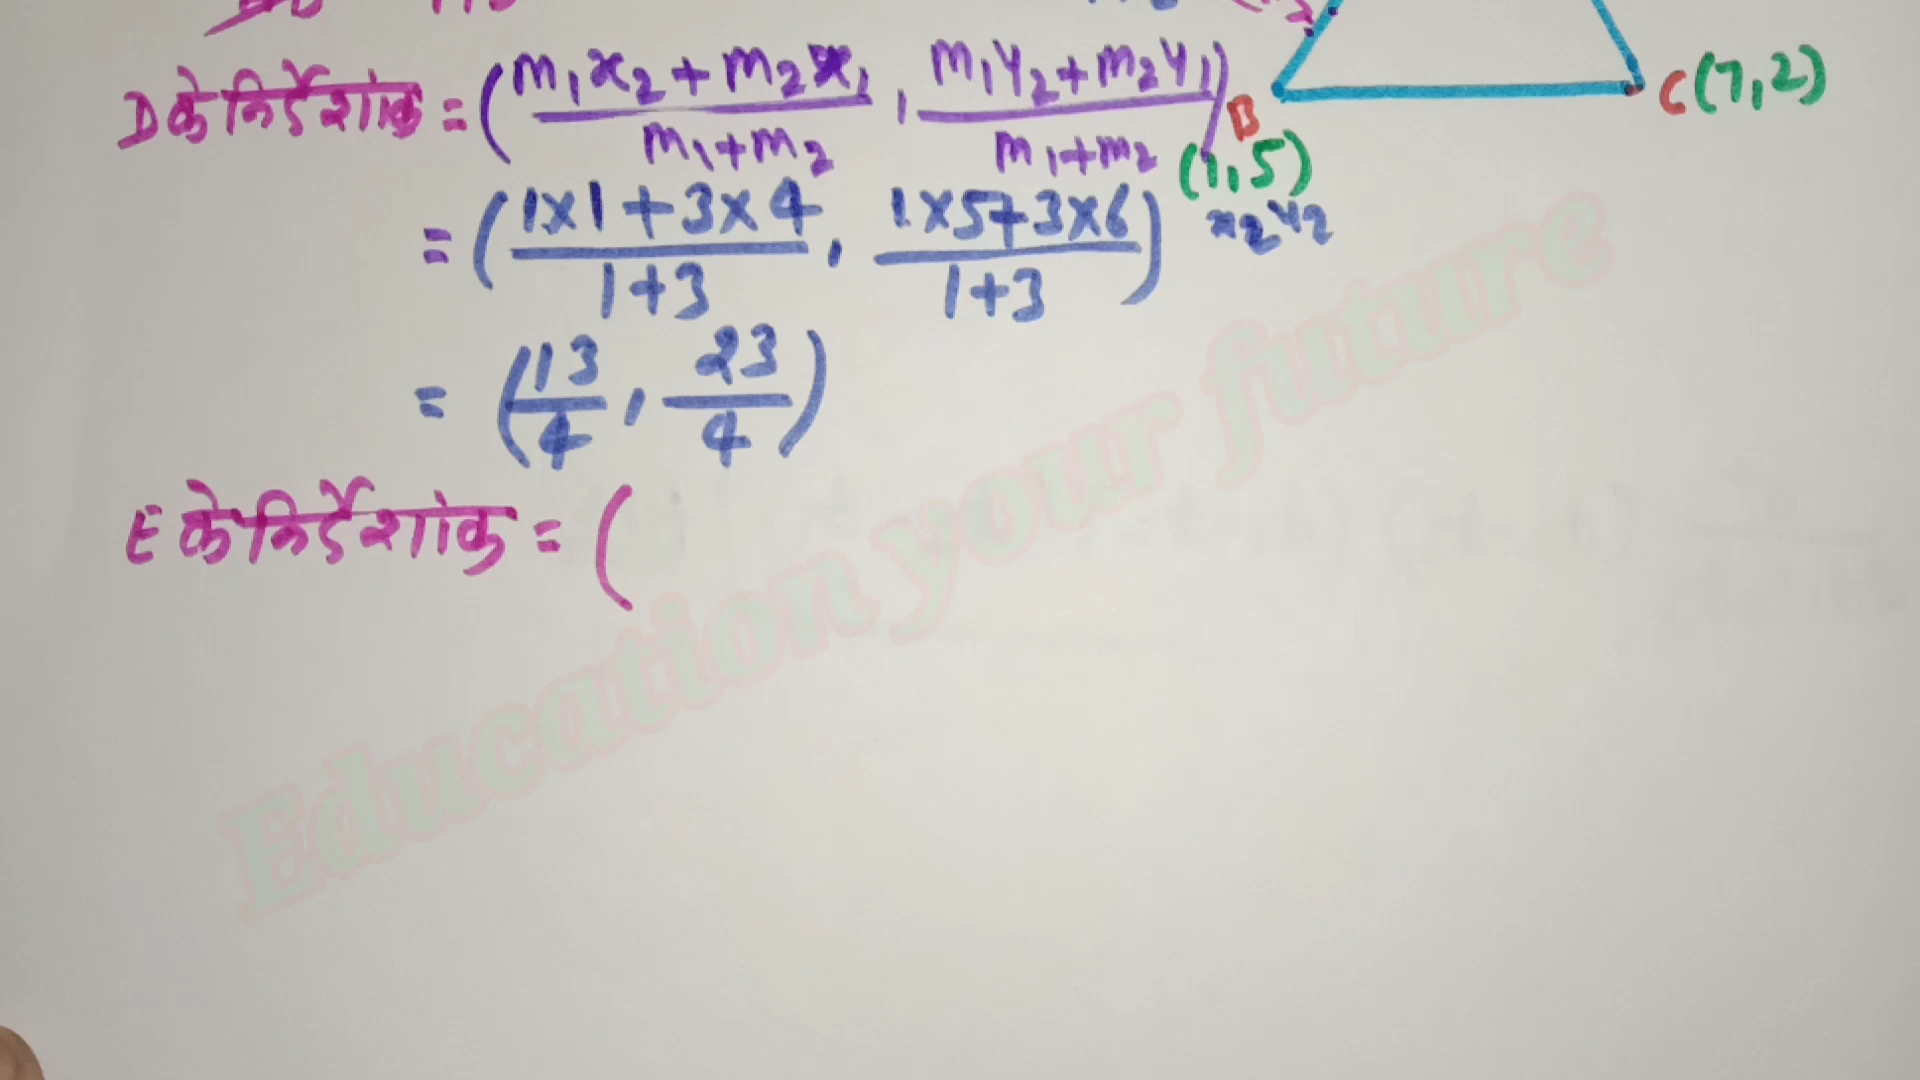 D के निर्देशांक = (m₁x₂+m₂x₁/m₁+m₂, m₁y₂+m₂y₁/m₁+m₂)
B
(1,5)
x₂ y₂
C(7,2)
= (1×1+3×4/1+3, 1×5+3×6/1+3)
= (13/4, 23/4)
E के निर्देशांक = (
Education your future